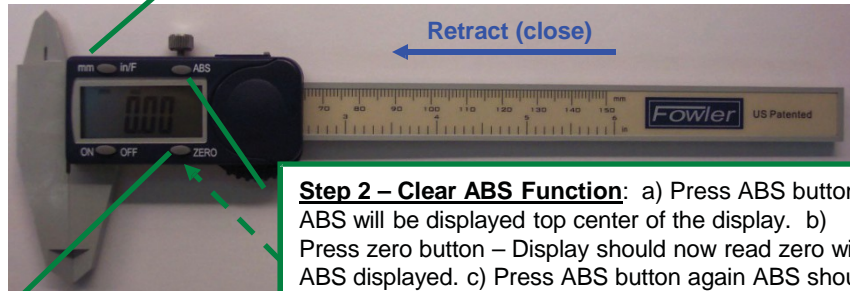 Retract (close)
mm in/F ABS
0.00
ON OFF ZERO
70 80 90 100 110 120 130 140 150 mm
3 4 5 6 in
Fowler US Patented
Step 2 – Clear ABS Function: a) Press ABS button
ABS will be displayed top center of the display. b)
Press zero button – Display should now read zero
ABS displayed. c) Press ABS button again ABS